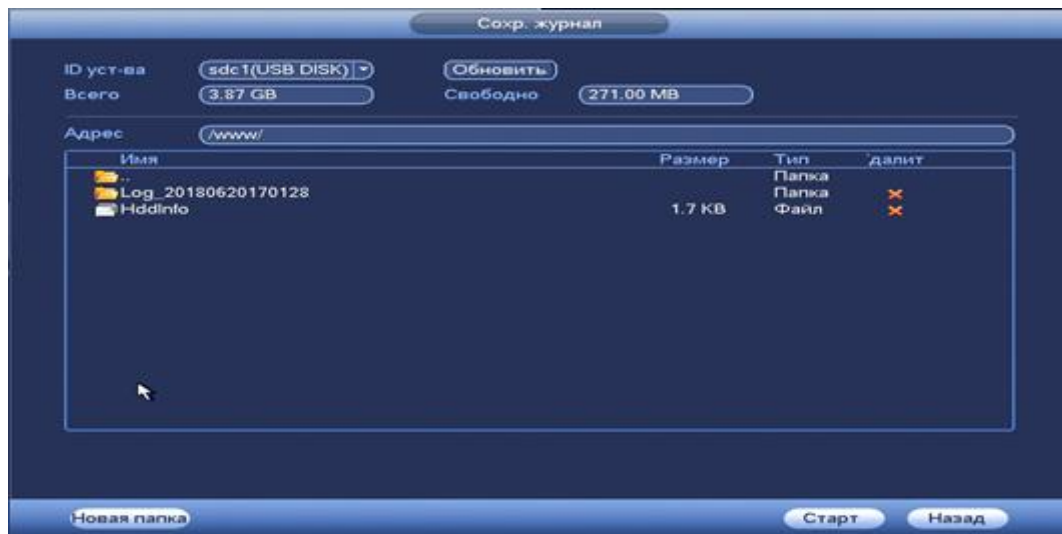 Сохр. журнал
ID уст-ва sdc1(USB DISK) Обновить
Всего 3.87 GB Свободно 271.00 MB
Адрес /www/
Имя Размер Тип далит
.. Папка
Log_20180620170128 Папка
HddInfo 1.7 KB Файл
Новая папка Старт Назад